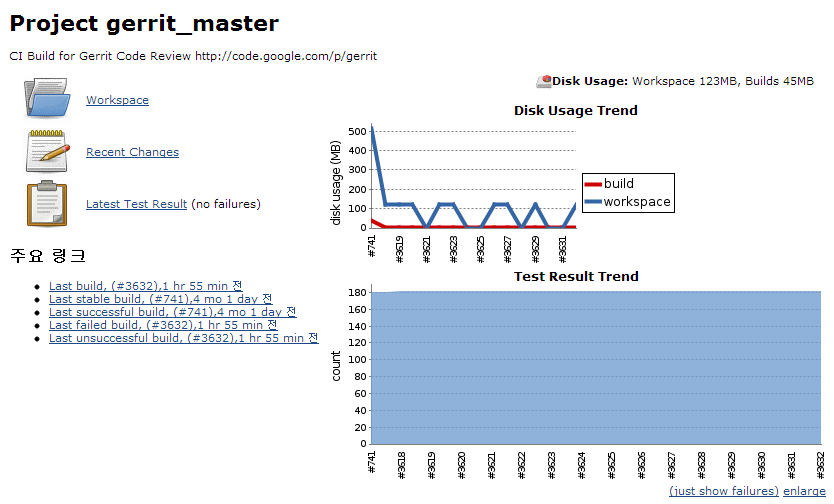 Project gerrit_master
CI Build for Gerrit Code Review http://code.google.com/p/gerrit
Disk Usage: Workspace 123MB, Builds 45MB
Workspace
Recent Changes
Latest Test Result (no failures)
주요 링크
Last build, (#3632),1 hr 55 min 전
Last stable build, (#741),4 mo 1 day 전
Last successful build, (#741),4 mo 1 day 전
Last failed build, (#3632),1 hr 55 min 전
Last unsuccessful build, (#3632),1 hr 55 min 전
Disk Usage Trend
disk usage (MB)
500
400
300
200
100
0
#741 #3619 #3621 #3623 #3625 #3627 #3629 #3631
build
workspace
Test Result Trend
count
180
160
140
120
100
80
60
40
20
0
#741 #3618 #3619 #3620 #3621 #3622 #3623 #3624 #3625 #3626 #3627 #3628 #3629 #3630 #3631 #3632
(just show failures) enlarge